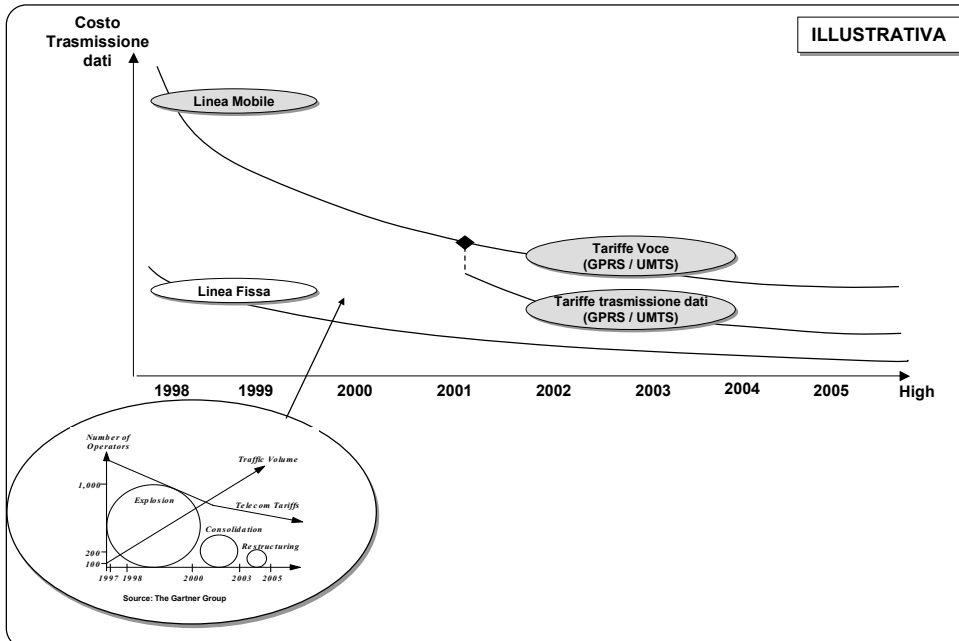 Costo
Trasmissione
dati
ILLUSTRATIVA
Linea Mobile
Tariffe Voce
(GPRS / UMTS)
Linea Fissa
Tariffe trasmissione dati
(GPRS / UMTS)
1998 1999 2000 2001 2002 2003 2004 2005 High
Number of
Operators
Traffic Volume
1,000
Explosion
Telecom Tariffs
Consolidation
Restructuring
200
100
1997 1998 2000 2003 2005
Source: The Gartner Group